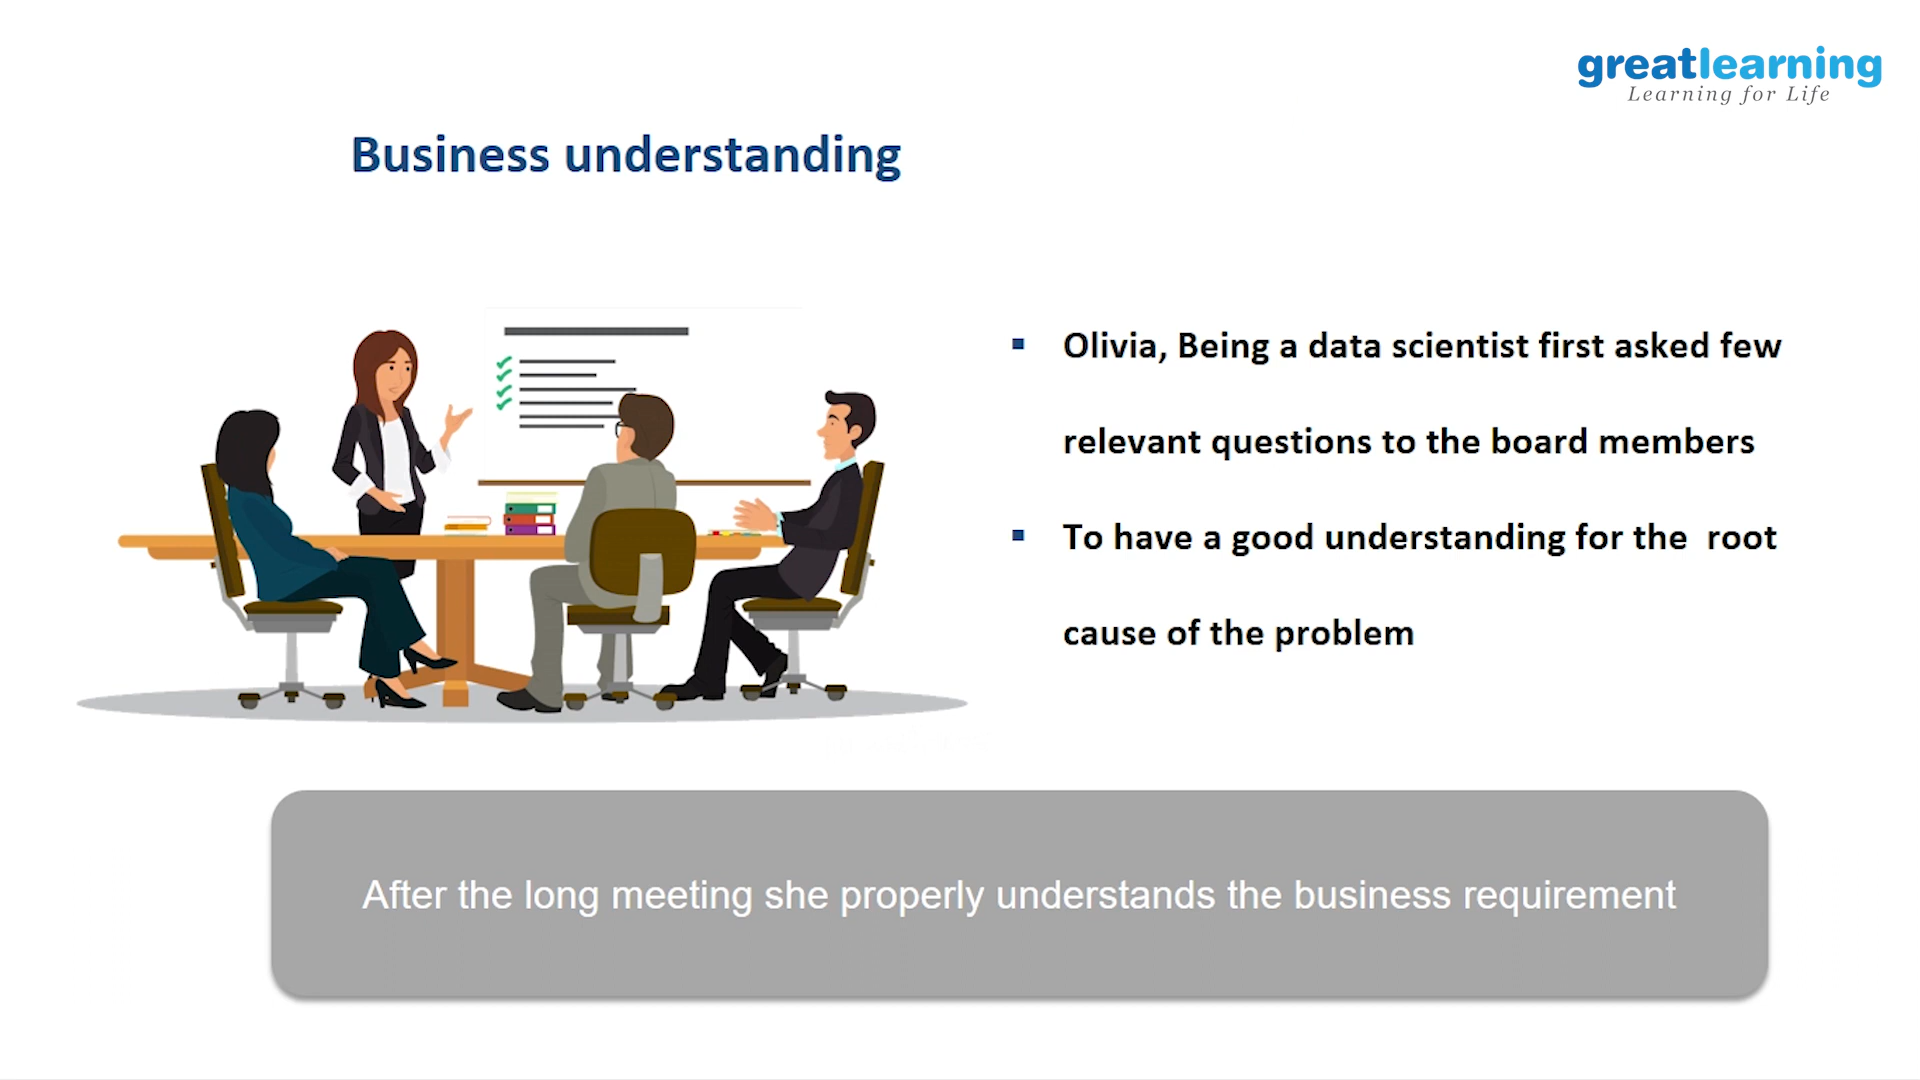 greatlearning
Learning for Life
Business understanding
Olivia, Being a data scientist first asked few
relevant questions to the board members
To have a good understanding for the  root
cause of the problem
After the long meeting she properly understands the business requirement